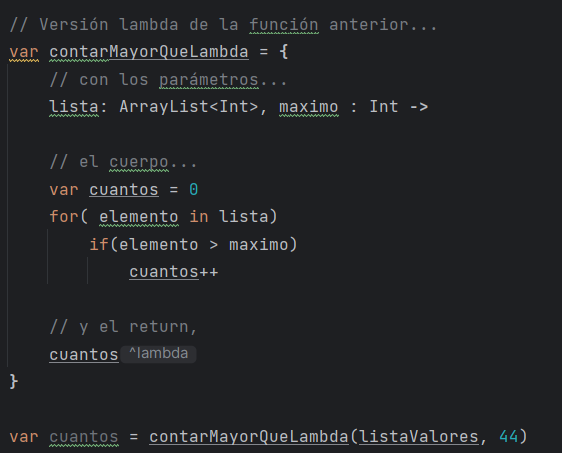 // Versión lambda de la función anterior...
var contarMayorQueLambda = {
// con los parámetros...
lista: ArrayList<Int>, maximo : Int ->
// el cuerpo...
var cuantos = 0
for( elemento in lista)
if(elemento > maximo)
cuantos++
// y el return,
cuantos ^lambda
}
var cuantos = contarMayorQueLambda(listaValores, 44)